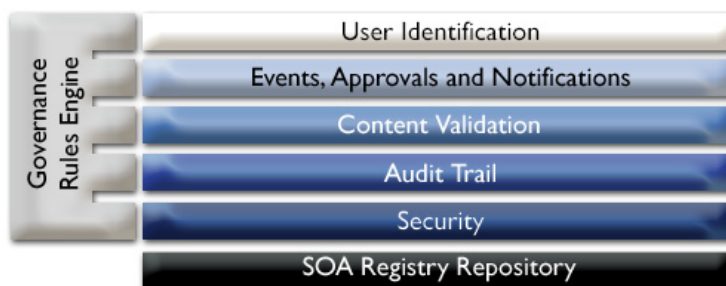 Governance
Rules Engine
User Identification
Events, Approvals and Notifications
Content Validation
Audit Trail
Security
SOA Registry Repository